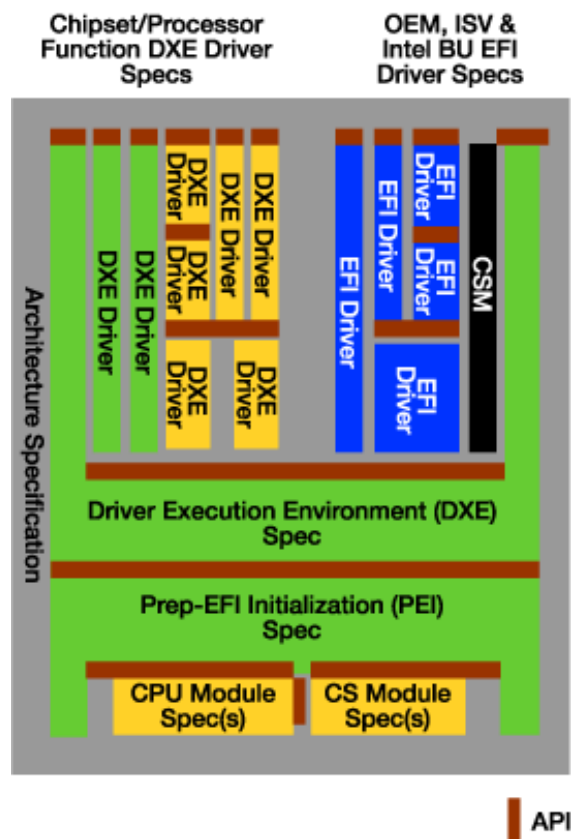 Chipset/Processor
Function DXE Driver
Specs
OEM, ISV &
Intel BU EFI
Driver Specs
Architecture Specification
DXE Driver
DXE Driver
DXE
Driver
DXE
Driver
DXE
Driver
DXE Driver
DXE Driver
DXE
Driver
EFI Driver
EFI Driver
EFI
Driver
EFI
Driver
EFI
Driver
CSM
Driver Execution Environment (DXE)
Spec
Prep-EFI Initialization (PEI)
Spec
CPU Module
Spec(s)
CS Module
Spec(s)
API